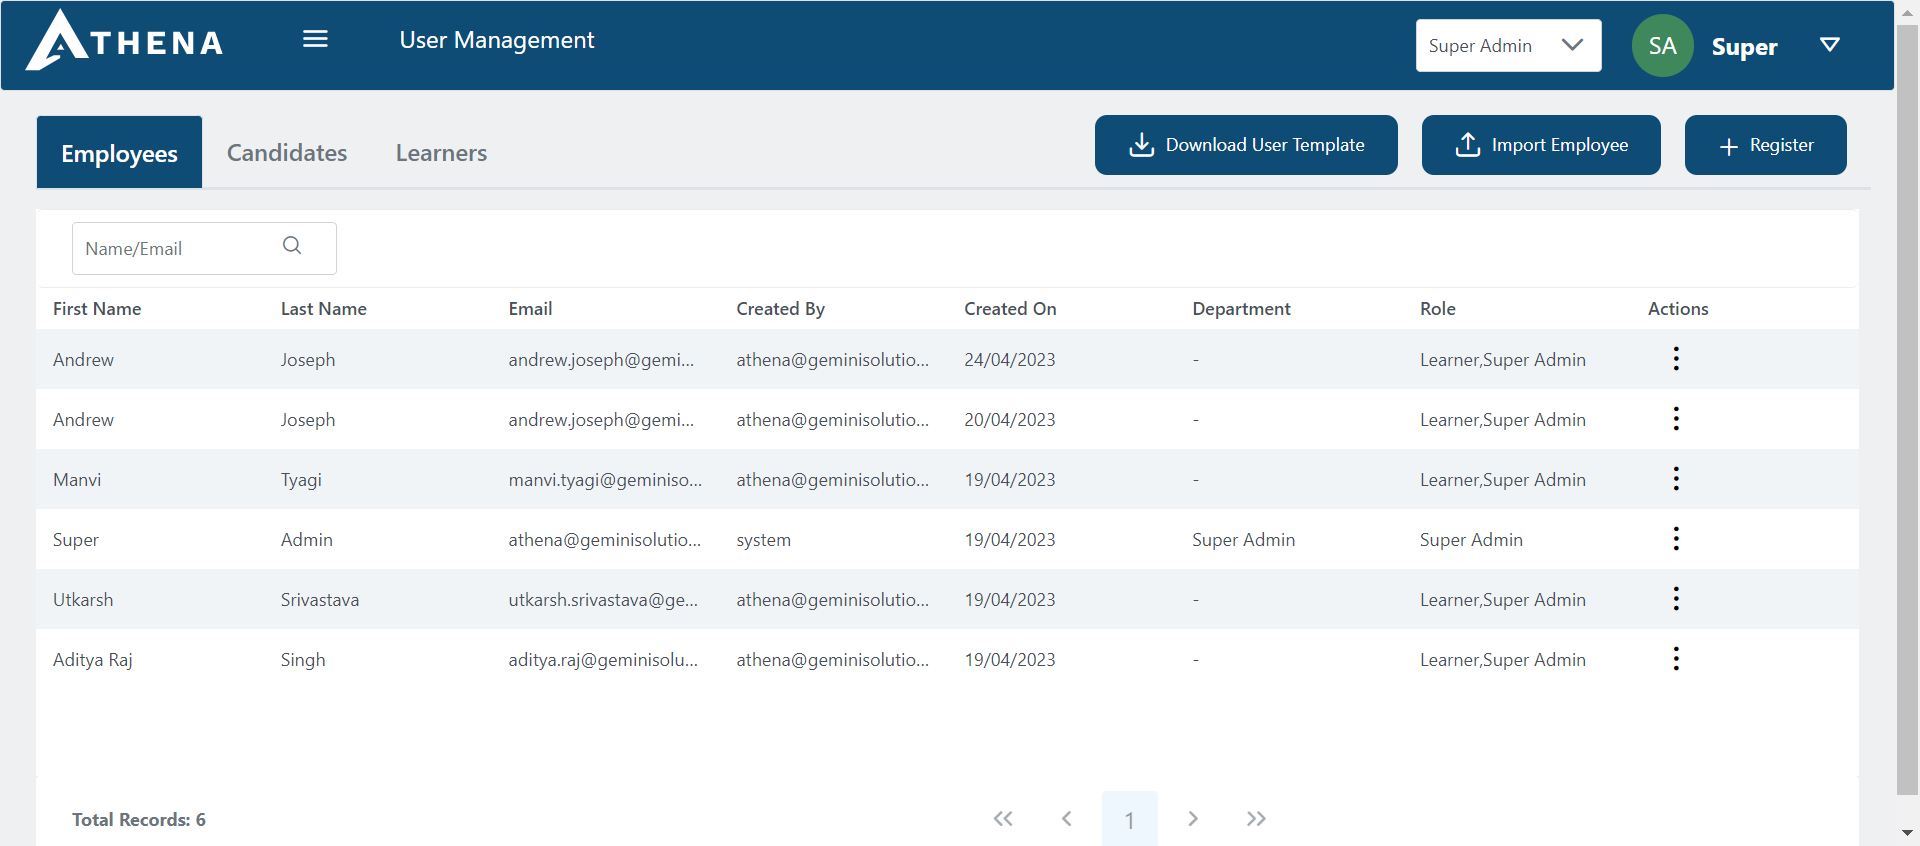 ATHENA
User Management
Super Admin
SA
Super
Employees
Candidates
Learners
Download User Template
Import Employee
+ Register
Name/Email
First Name Last Name Email Created By Created On Department Role Actions
Andrew Joseph andrew.joseph@gemi... athena@geminisolutio... 24/04/2023 - Learner,Super Admin
Andrew Joseph andrew.joseph@gemi... athena@geminisolutio... 20/04/2023 - Learner,Super Admin
Manvi Tyagi manvi.tyagi@geminiso... athena@geminisolutio... 19/04/2023 - Learner,Super Admin
Super Admin athena@geminisolutio... system 19/04/2023 Super Admin Super Admin
Utkarsh Srivastava utkarsh.srivastava@ge... athena@geminisolutio... 19/04/2023 - Learner,Super Admin
Aditya Raj Singh aditya.raj@geminisolu... athena@geminisolutio... 19/04/2023 - Learner,Super Admin
Total Records: 6
1